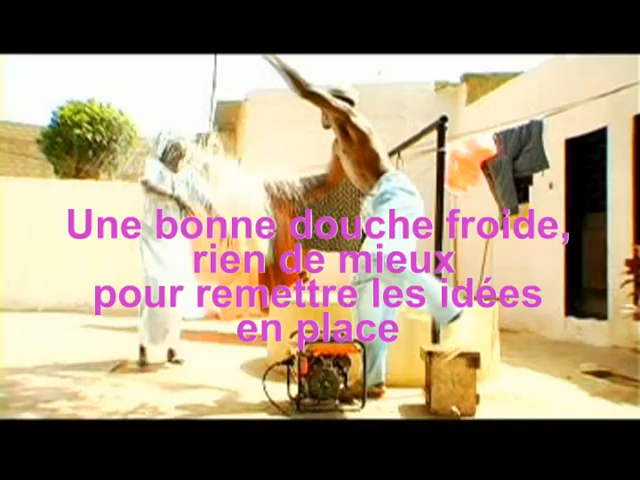 Une bonne douche froide,
rien de mieux
pour remettre les idées
en place